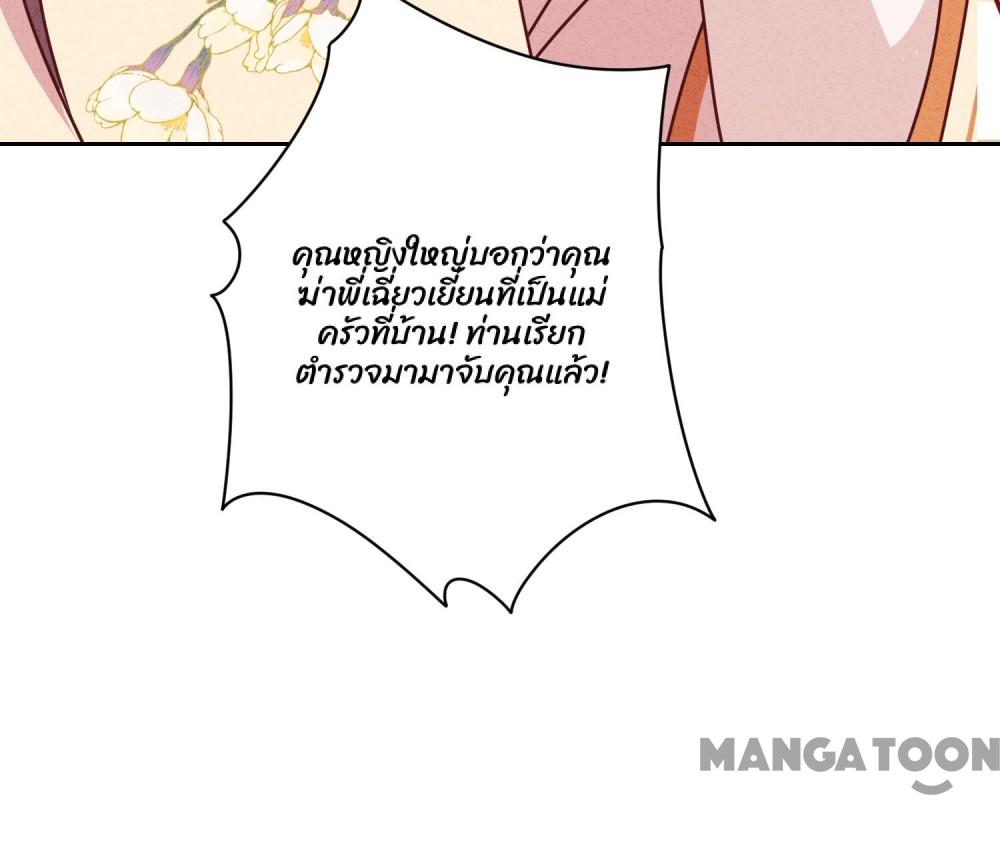 คุณหญิงใหญ่บอกว่าคุณ
ฆ่าพี่เฉี่ยวเยี่ยนที่เป็นแม่
ครัวที่บ้าน! ท่านเรียก
ตำรวจมามาจับคุณแล้ว!
MANGATOON